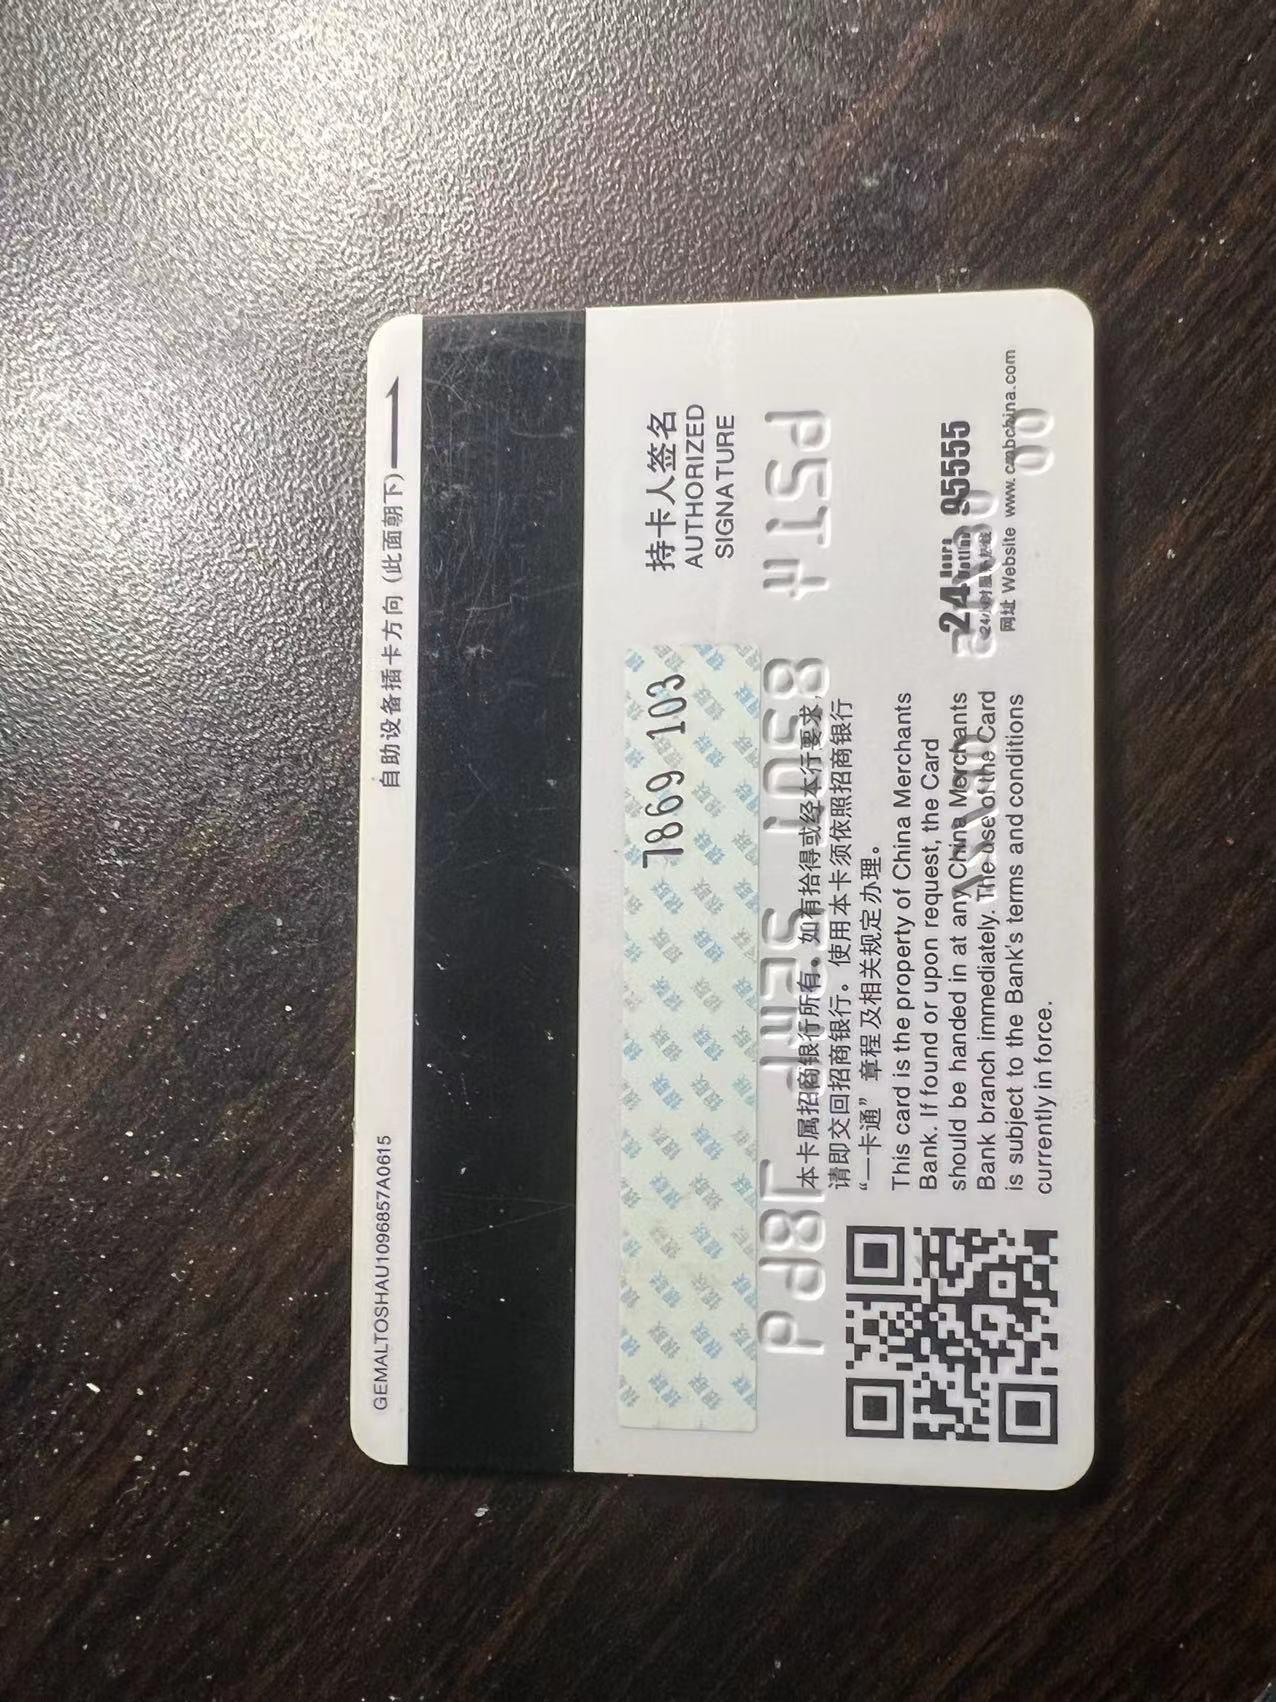 GEMALTOSHAU1096857A0615
自助设备插卡方向 (此面朝下)
7869 103
持卡人签名
AUTHORIZED
SIGNATURE
本卡属招商银行所有。如有拾得或经本行要求,
请即交回招商银行。使用本卡须依照招商银行
“一卡通”章程及相关规定办理。
This card is the property of China Merchants
Bank. If found or upon request, the Card
should be handed in at any China Merchants
Bank branch immediately. The use of the Card
is subject to the Bank's terms and conditions
currently in force.
24 Hours Hotline 95555
网址 Website www.cmbchina.com